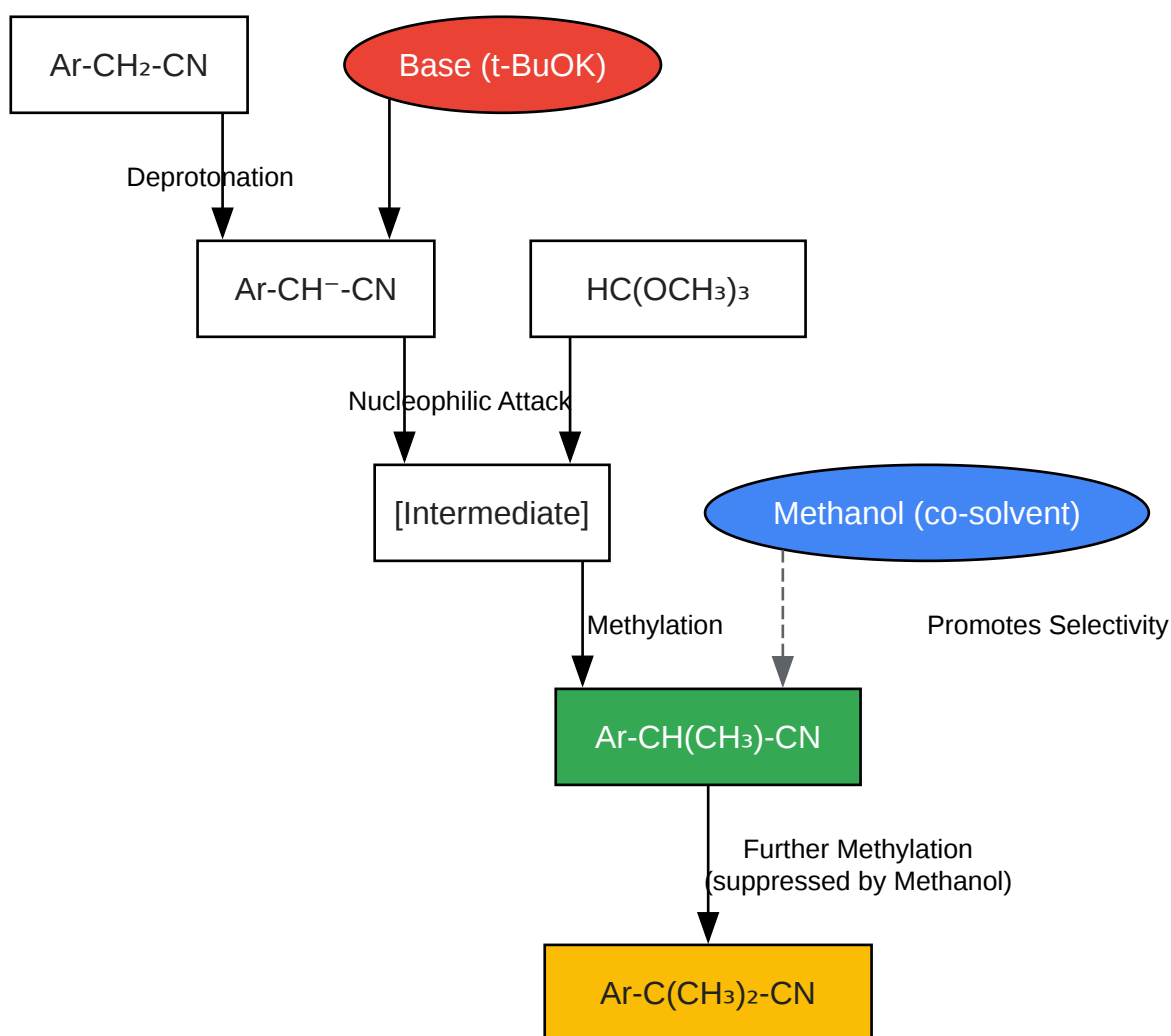 Ar-CH₂-CN
Base (t-BuOK)
Deprotonation
Ar-CH⁻-CN
HC(OCH₃)₃
Nucleophilic Attack
[Intermediate]
Methanol (co-solvent)
Methylation
Promotes Selectivity
Ar-CH(CH₃)-CN
Further Methylation
(suppressed by Methanol)
Ar-C(CH₃)₂-CN